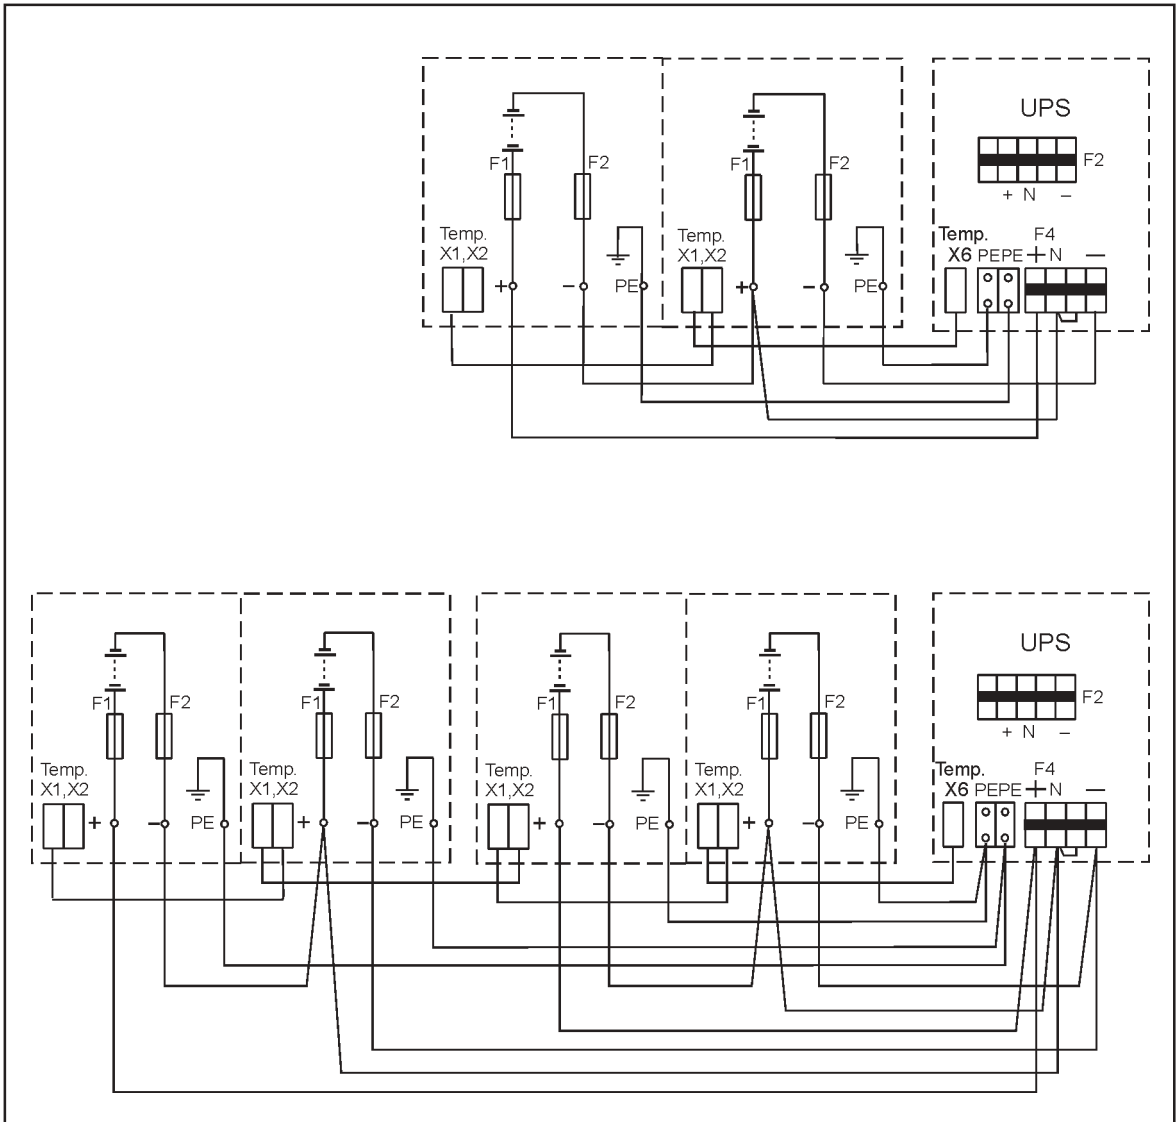 UPS
F2
+ N –
F1 F2 F1 F2
Temp. Temp. Temp. F4
X1,X2 X1,X2 X6 PEPE + N —
+ – PE + – PE
UPS
F2
+ N –
F1 F2 F1 F2 F1 F2 F1 F2
Temp. Temp. Temp. Temp. Temp. F4
X1,X2 X1,X2 X1,X2 X1,X2 X6 PEPE + N —
+ – PE + – PE + – PE + – PE